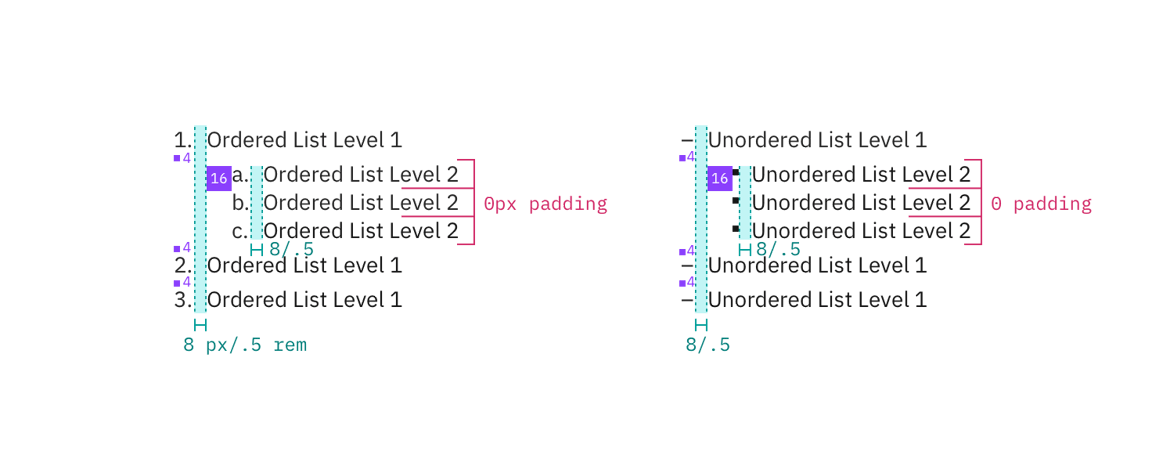 1. Ordered List Level 1
4
16 a. Ordered List Level 2
b. Ordered List Level 2
0px padding
c. Ordered List Level 2
4
8/.5
2. Ordered List Level 1
4
3. Ordered List Level 1
8 px/.5 rem
– Unordered List Level 1
4
16 ▪ Unordered List Level 2
▪ Unordered List Level 2
0 padding
▪ Unordered List Level 2
4
8/.5
– Unordered List Level 1
4
– Unordered List Level 1
8/.5